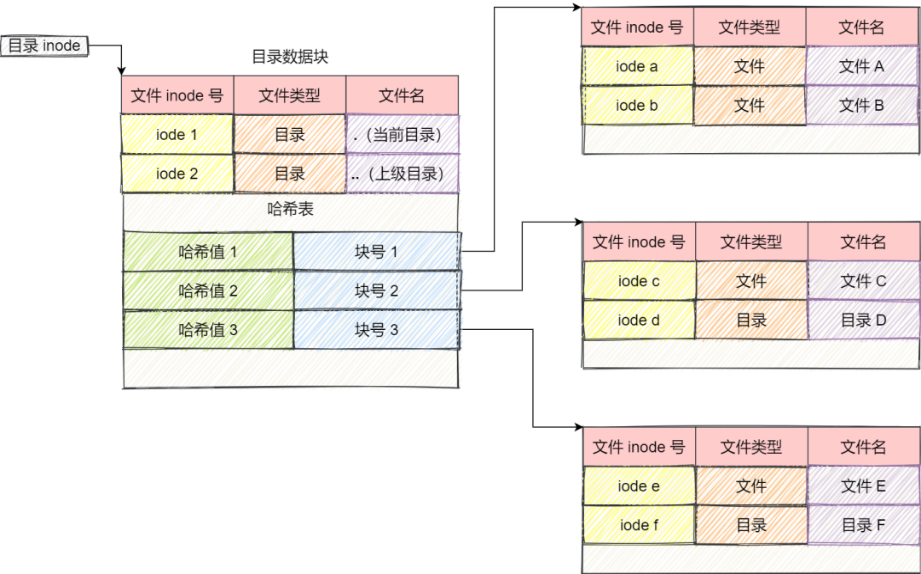 目录 inode
目录数据块
文件 inode 号 文件类型 文件名
iode 1 目录 .（当前目录）
iode 2 目录 ..（上级目录）
哈希表
哈希值 1 块号 1
哈希值 2 块号 2
哈希值 3 块号 3
文件 inode 号 文件类型 文件名
iode a 文件 文件 A
iode b 文件 文件 B
文件 inode 号 文件类型 文件名
iode c 文件 文件 C
iode d 目录 目录 D
文件 inode 号 文件类型 文件名
iode e 文件 文件 E
iode f 目录 目录 F